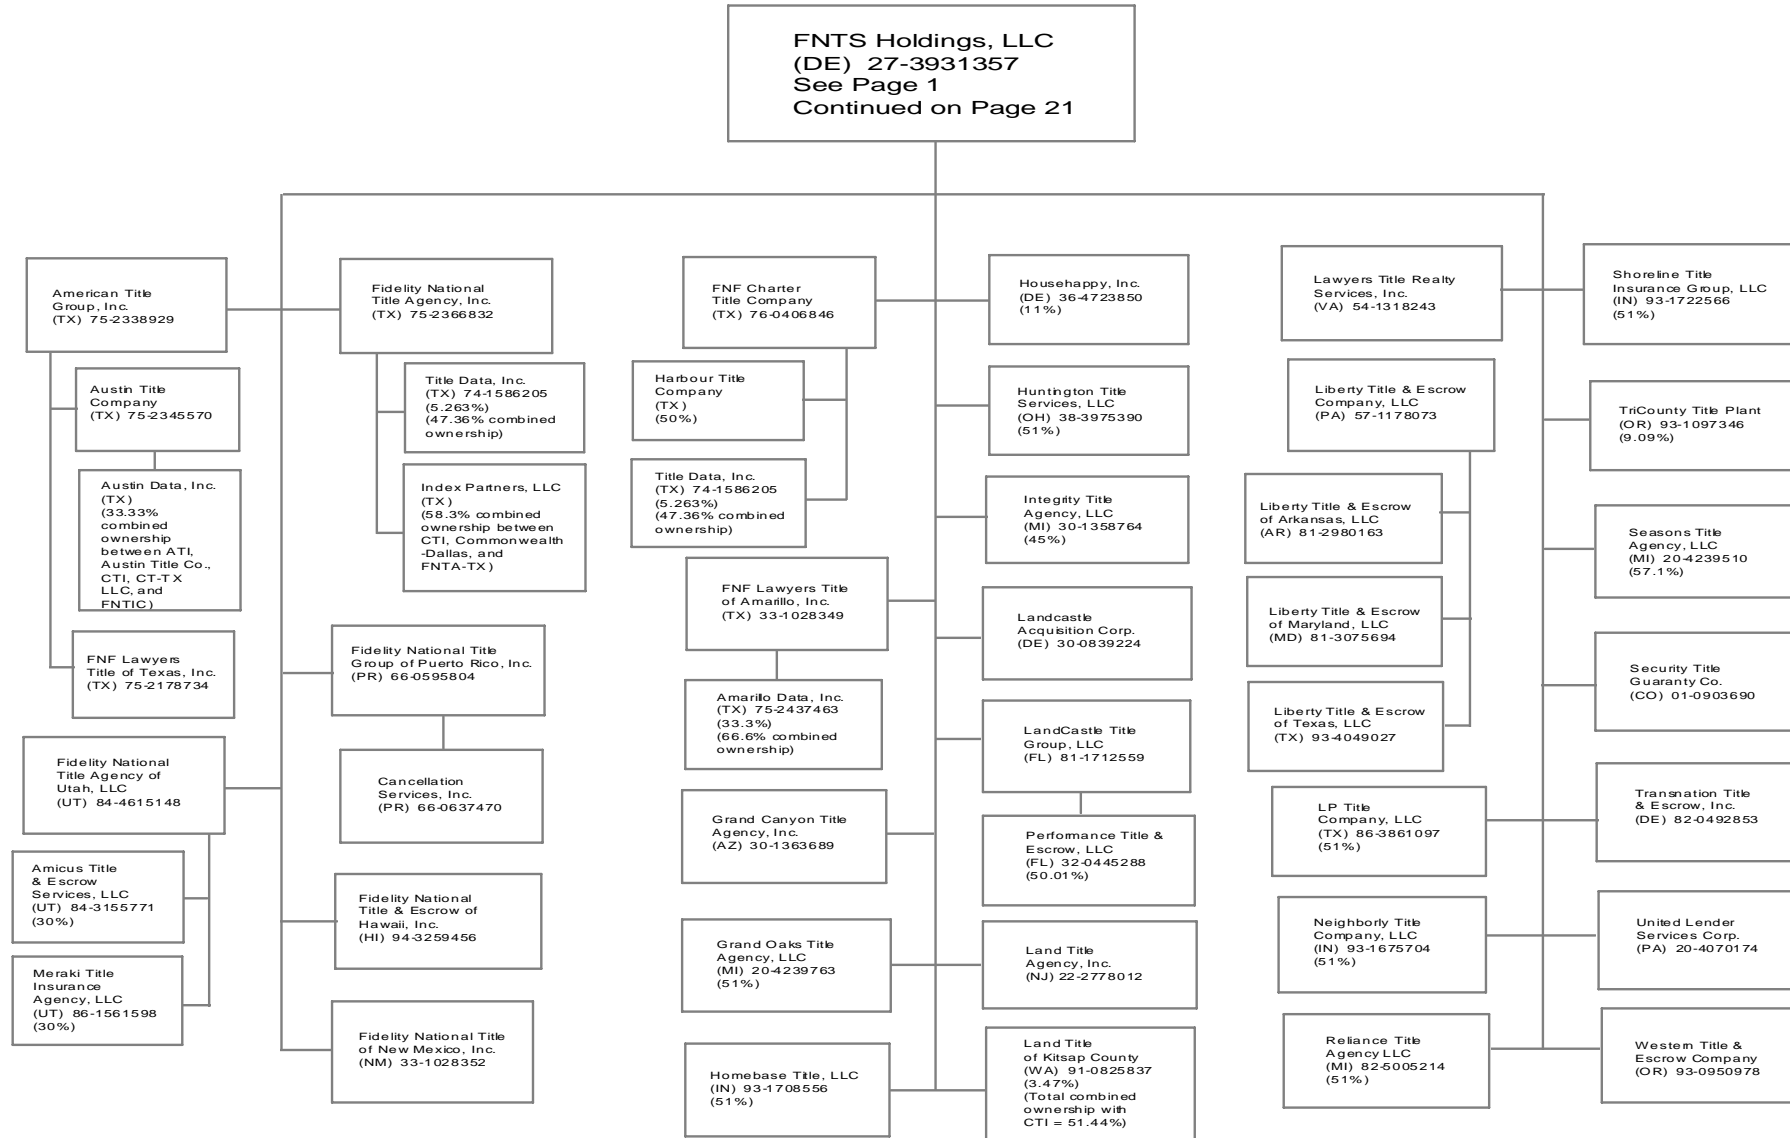 FNTS Holdings, LLC
(DE) 27-3931357
See Page 1
Continued on Page 21
American Title
Group, Inc.
(TX) 75-2338929
Austin Title
Company
(TX) 75-2345570
Austin Data, Inc.
(TX)
(33.33%
combined
ownership
between ATI,
Austin Title Co.,
CTI, CT-TX
LLC, and
FNTIC)
FNF Lawyers
Title of Texas, Inc.
(TX) 75-2178734
Fidelity National
Title Agency of
Utah, LLC
(UT) 84-4615148
Amicus Title
& Escrow
Services, LLC
(UT) 84-3155771
(30%)
Meraki Title
Insurance
Agency, LLC
(UT) 86-1561598
(30%)
Fidelity National
Title Agency, Inc.
(TX) 75-2366832
Title Data, Inc.
(TX) 74-1586205
(5.263%)
(47.36% combined
ownership)
Index Partners, LLC
(TX)
(58.3% combined
ownership between
CTI, Commonwealth
-Dallas, and
FNTA-TX)
Fidelity National Title
Group of Puerto Rico, Inc.
(PR) 66-0595804
Cancellation
Services, Inc.
(PR) 66-0637470
Fidelity National
Title & Escrow of
Hawaii, Inc.
(HI) 94-3259456
Fidelity National Title
of New Mexico, Inc.
(NM) 33-1028352
FNF Charter
Title Company
(TX) 76-0406846
Harbour Title
Company
(TX)
(50%)
Title Data, Inc.
(TX) 74-1586205
(5.263%)
(47.36% combined
ownership)
FNF Lawyers Title
of Amarillo, Inc.
(TX) 33-1028349
Amarillo Data, Inc.
(TX) 75-2437463
(33.3%)
(66.6% combined
ownership)
Grand Canyon Title
Agency, Inc.
(AZ) 30-1363689
Grand Oaks Title
Agency, LLC
(MI) 20-4239763
(51%)
Homebase Title, LLC
(IN) 93-1708556
(51%)
Househappy, Inc.
(DE) 36-4723850
(11%)
Huntington Title
Services, LLC
(OH) 38-3975390
(51%)
Integrity Title
Agency, LLC
(MI) 30-1358764
(45%)
Landcastle
Acquisition Corp.
(DE) 30-0839224
LandCastle Title
Group, LLC
(FL) 81-1712559
Performance Title &
Escrow, LLC
(FL) 32-0445288
(50.01%)
Land Title
Agency, Inc.
(NJ) 22-2778012
Land Title
of Kitsap County
(WA) 91-0825837
(3.47%)
(Total combined
ownership with
CTI = 51.44%)
Lawyers Title Realty
Services, Inc.
(VA) 54-1318243
Liberty Title & Escrow
Company, LLC
(PA) 57-1178073
Liberty Title & Escrow
of Arkansas, LLC
(AR) 81-2980163
Liberty Title & Escrow
of Maryland, LLC
(MD) 81-3075694
Liberty Title & Escrow
of Texas, LLC
(TX) 93-4049027
LP Title
Company, LLC
(TX) 86-3861097
(51%)
Neighborly Title
Company, LLC
(IN) 93-1675704
(51%)
Reliance Title
Agency LLC
(MI) 82-5005214
(51%)
Shoreline Title
Insurance Group, LLC
(IN) 93-1722566
(51%)
TriCounty Title Plant
(OR) 93-1097346
(9.09%)
Seasons Title
Agency, LLC
(MI) 20-4239510
(57.1%)
Security Title
Guaranty Co.
(CO) 01-0903690
Transnation Title
& Escrow, Inc.
(DE) 82-0492853
United Lender
Services Corp.
(PA) 20-4070174
Western Title &
Escrow Company
(OR) 93-0950978